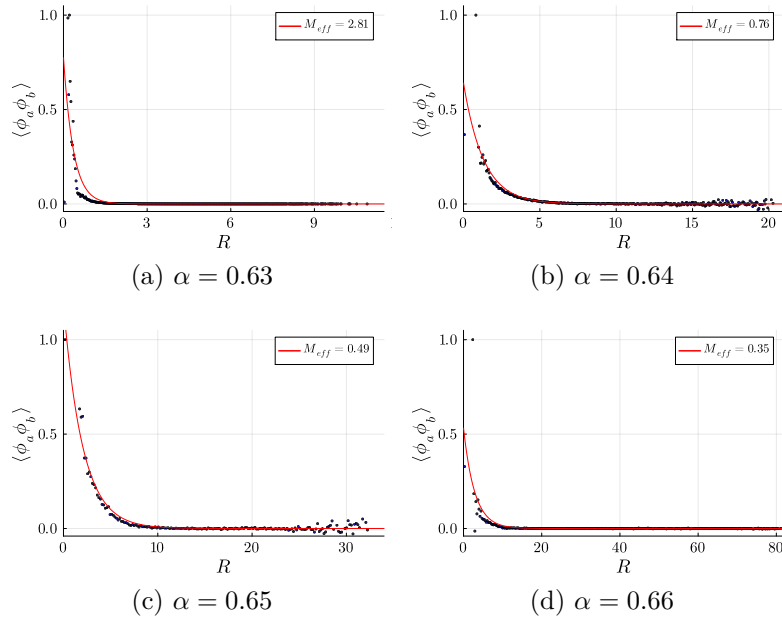 1.0
0.5
0.0
⟨ϕ_a ϕ_b⟩
M_eff = 2.81
0 3 6 9
R
(a) α = 0.63
1.0
0.5
0.0
⟨ϕ_a ϕ_b⟩
M_eff = 0.76
0 5 10 15 20
R
(b) α = 0.64
1.0
0.5
0.0
⟨ϕ_a ϕ_b⟩
M_eff = 0.49
0 10 20 30
R
(c) α = 0.65
1.0
0.5
0.0
⟨ϕ_a ϕ_b⟩
M_eff = 0.35
0 20 40 60 80
R
(d) α = 0.66